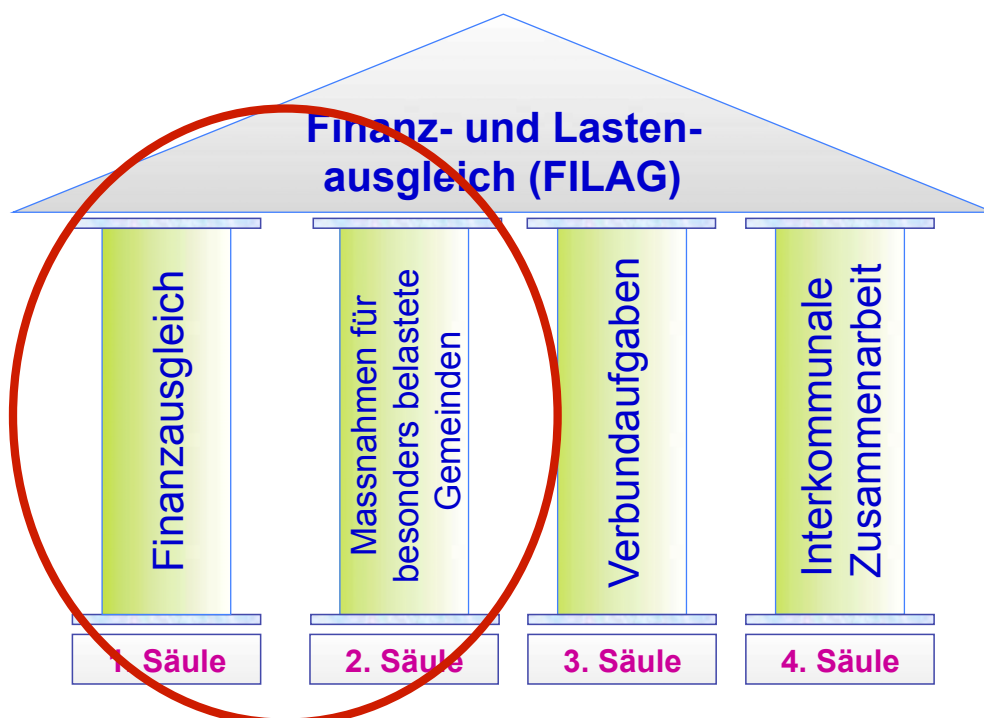 Finanz- und Lasten-
ausgleich (FILAG)
Finanzausgleich
Massnahmen für
besonders belastete
Gemeinden
Verbundaufgaben
Interkommunale
Zusammenarbeit
1. Säule
2. Säule
3. Säule
4. Säule